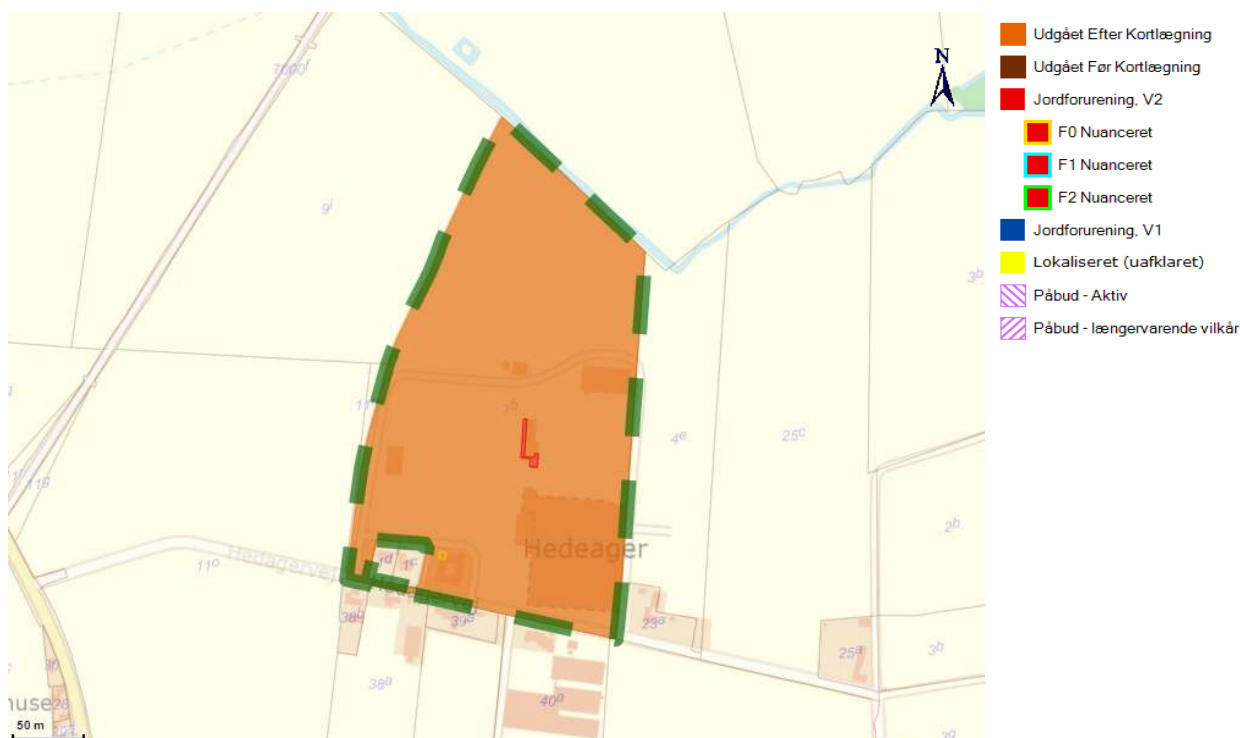 Udgået Efter Kortlægning
Udgået Før Kortlægning
Jordforurening, V2
F0 Nuanceret
F1 Nuanceret
F2 Nuanceret
Jordforurening, V1
Lokaliseret (uafklaret)
Påbud - Aktiv
Påbud - længervarende vilkår
N
7000f
9i
3b
1b
4e
25c
11g
2b
Hedeager
Hedagervej
11o
1d
1c
38b
39a
23a
25a
3b
38a
40a
50 m